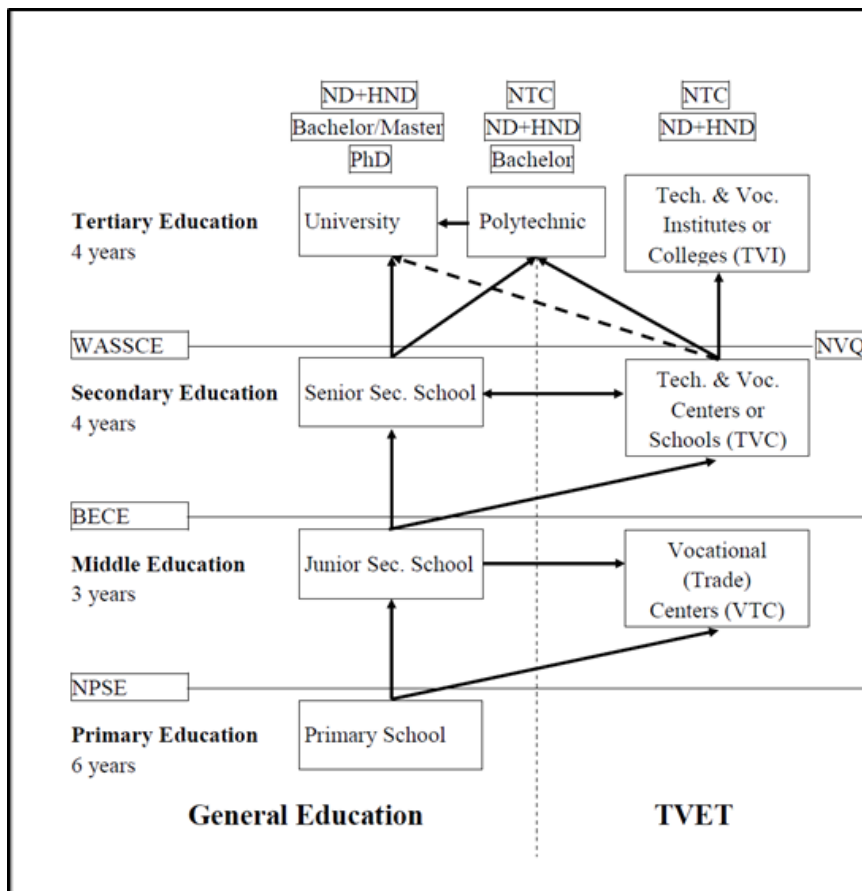 ND+HND
Bachelor/Master
PhD
NTC
ND+HND
Bachelor
NTC
ND+HND
Tertiary Education
4 years
University
Polytechnic
Tech. & Voc.
Institutes or
Colleges (TVI)
WASSCE
NVQ
Secondary Education
4 years
Senior Sec. School
Tech. & Voc.
Centers or
Schools (TVC)
BECE
Middle Education
3 years
Junior Sec. School
Vocational
(Trade)
Centers (VTC)
NPSE
Primary Education
6 years
Primary School
General Education
TVET